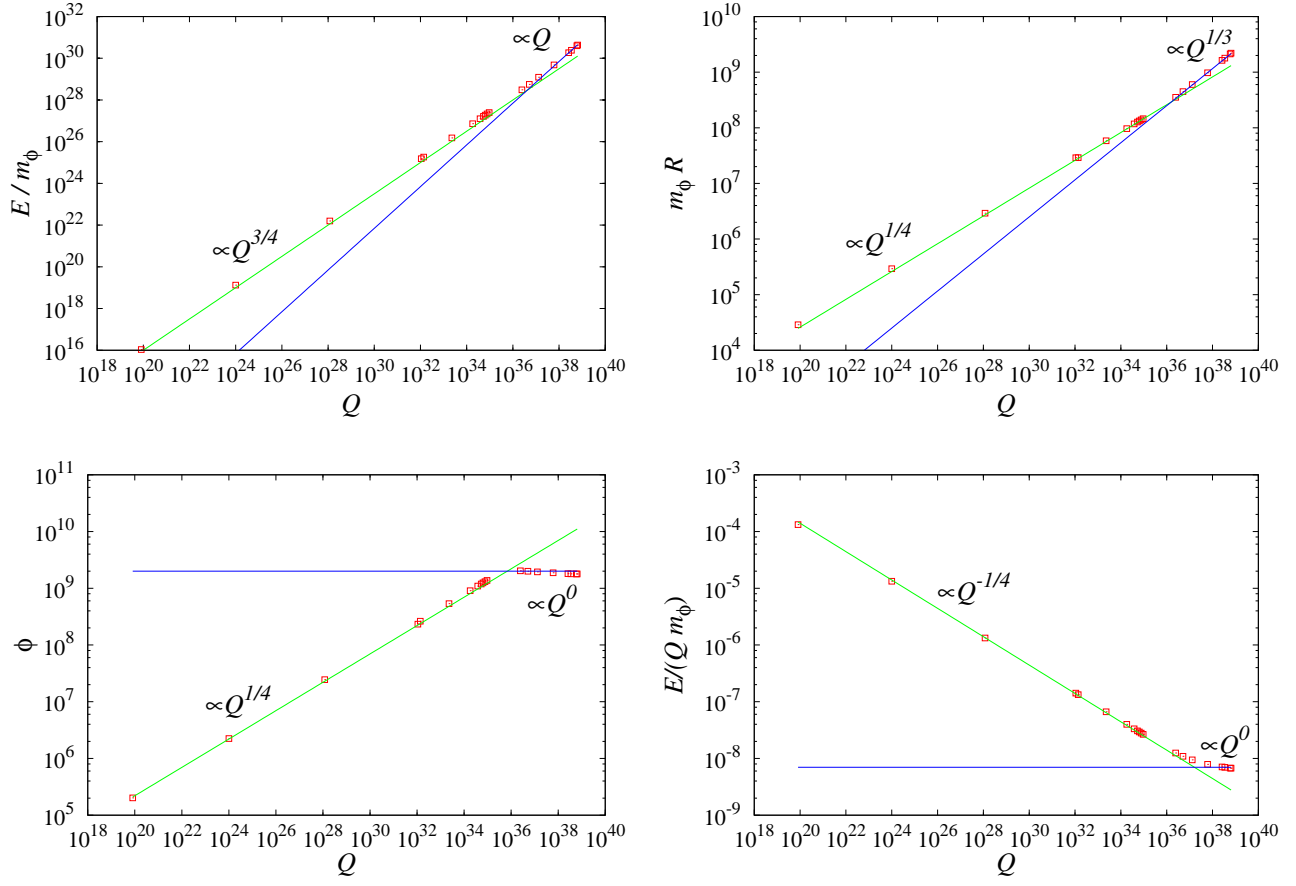 E / m_ϕ
10^32
10^30
10^28
10^26
10^24
10^22
10^20
10^18
10^16
∝Q
∝Q^{3/4}
10^18 10^20 10^22 10^24 10^26 10^28 10^30 10^32 10^34 10^36 10^38 10^40
Q
m_ϕ R
10^10
10^9
10^8
10^7
10^6
10^5
10^4
∝Q^{1/3}
∝Q^{1/4}
10^18 10^20 10^22 10^24 10^26 10^28 10^30 10^32 10^34 10^36 10^38 10^40
Q
ϕ
10^11
10^10
10^9
10^8
10^7
10^6
10^5
∝Q^0
∝Q^{1/4}
10^18 10^20 10^22 10^24 10^26 10^28 10^30 10^32 10^34 10^36 10^38 10^40
Q
E/(Q m_ϕ)
10^-3
10^-4
10^-5
10^-6
10^-7
10^-8
10^-9
∝Q^{-1/4}
∝Q^0
10^18 10^20 10^22 10^24 10^26 10^28 10^30 10^32 10^34 10^36 10^38 10^40
Q